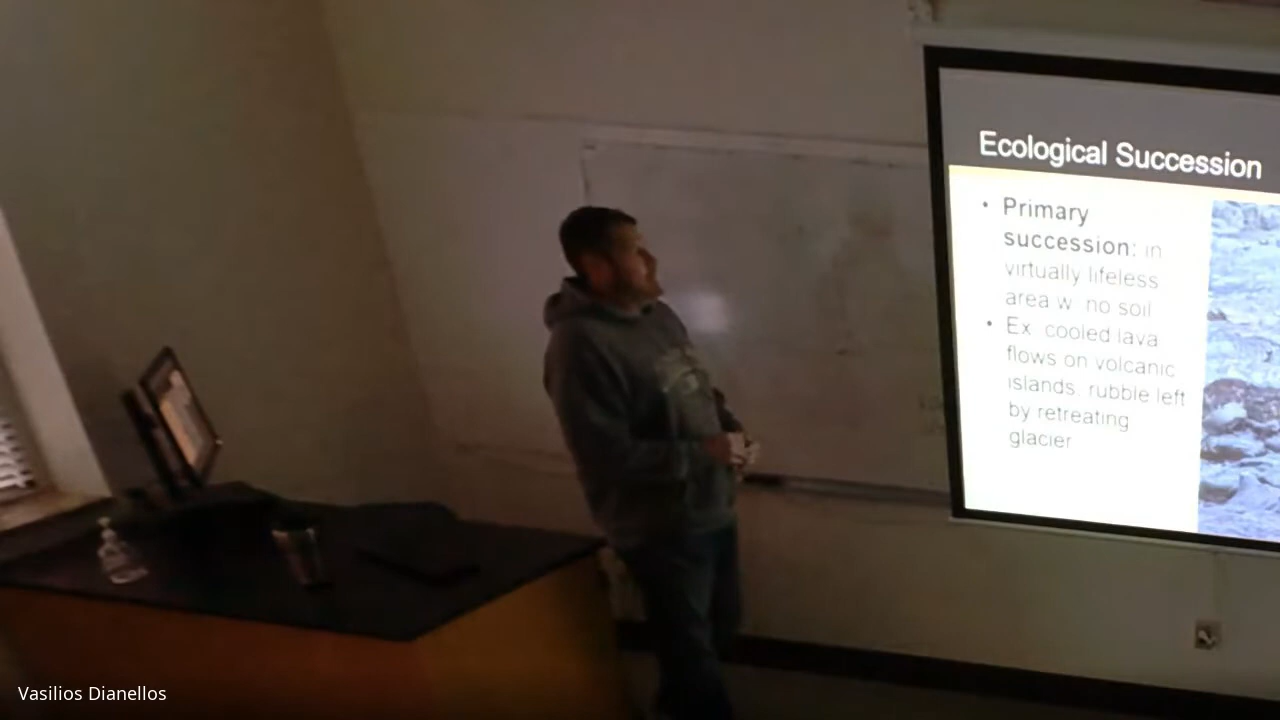 Ecological Succession
• Primary
succession: in
virtually lifeless
area w no soil
• Ex. cooled lava
flows on volcanic
islands, rubble left
by retreating
glacier
Vasilios Dianellos